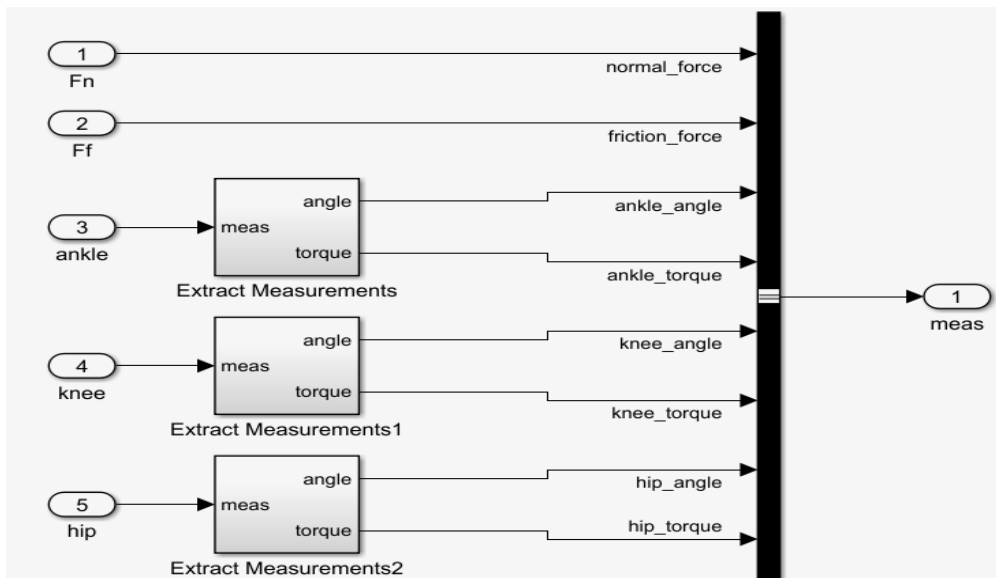 1
Fn
normal_force
2
Ff
friction_force
angle
ankle_angle
3
meas
ankle
torque
ankle_torque
Extract Measurements
1
meas
angle
knee_angle
4
meas
knee
torque
knee_torque
Extract Measurements1
angle
hip_angle
5
meas
hip
torque
hip_torque
Extract Measurements2